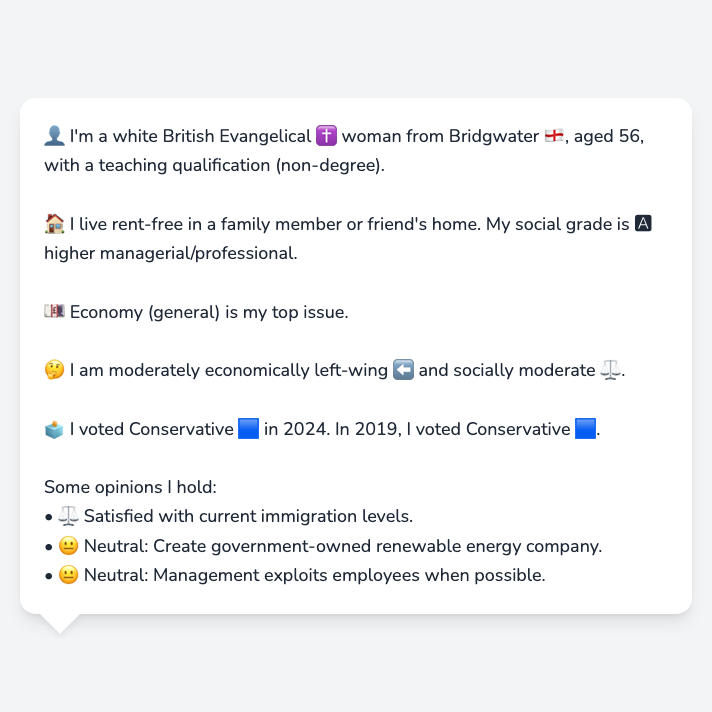 👤 I'm a white British Evangelical ✝️ woman from Bridgwater 🏴󠁧󠁢󠁥󠁮󠁧󠁿, aged 56,
with a teaching qualification (non-degree).
🏠 I live rent-free in a family member or friend's home. My social grade is 🅰
higher managerial/professional.
💷 Economy (general) is my top issue.
🤔 I am moderately economically left-wing ⬅️ and socially moderate ⚖️.
🗳️ I voted Conservative 🟦 in 2024. In 2019, I voted Conservative 🟦.
Some opinions I hold:
• ⚖️ Satisfied with current immigration levels.
• 😐 Neutral: Create government-owned renewable energy company.
• 😐 Neutral: Management exploits employees when possible.